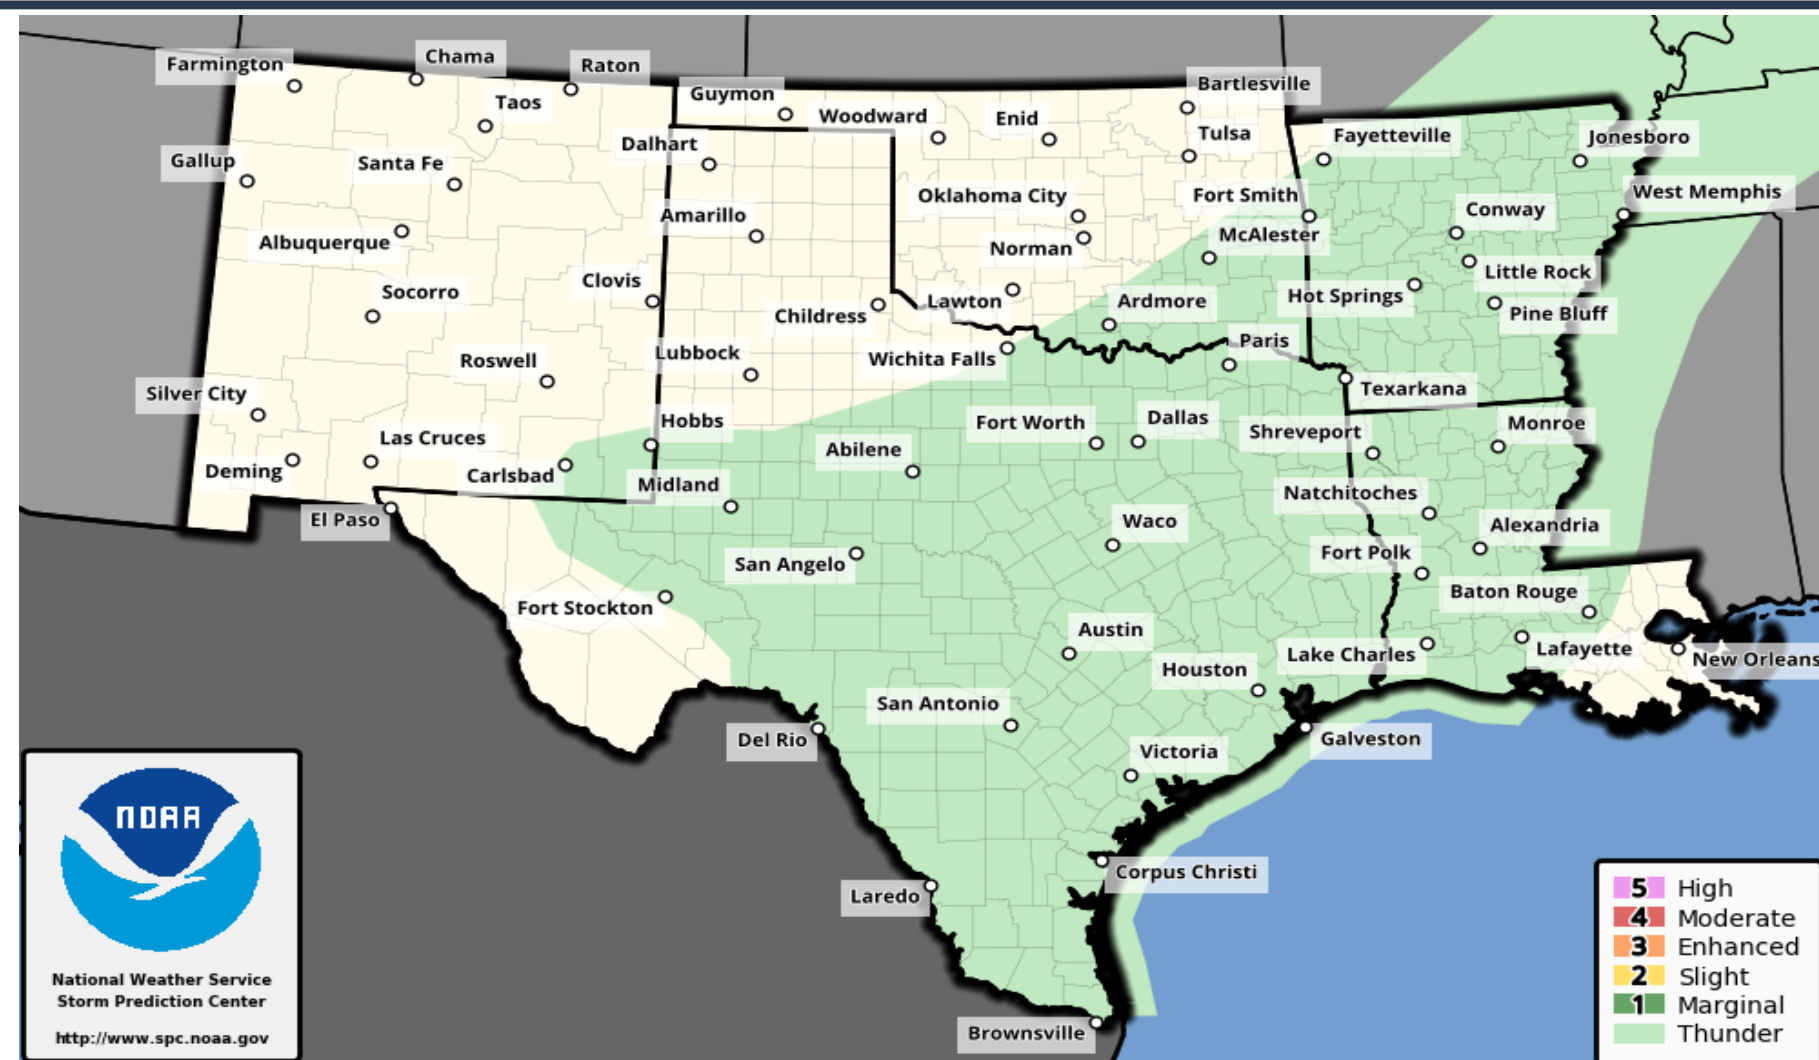 Farmington
Chama
Raton
Taos
Guymon
Woodward
Enid
Bartlesville
Tulsa
Fayetteville
Jonesboro
Gallup
Santa Fe
Dalhart
Oklahoma City
Fort Smith
West Memphis
Albuquerque
Amarillo
Norman
McAlester
Conway
Socorro
Clovis
Childress
Lawton
Ardmore
Hot Springs
Little Rock
Pine Bluff
Roswell
Lubbock
Wichita Falls
Paris
Texarkana
Silver City
Las Cruces
Hobbs
Abilene
Fort Worth
Dallas
Shreveport
Monroe
Deming
Carlsbad
Midland
Natchitoches
El Paso
San Angelo
Waco
Fort Polk
Alexandria
Fort Stockton
Austin
Baton Rouge
Houston
Lake Charles
Lafayette
New Orleans
San Antonio
Del Rio
Victoria
Galveston
Corpus Christi
Laredo
Brownsville
NOAA
National Weather Service
Storm Prediction Center
http://www.spc.noaa.gov
5 High
4 Moderate
3 Enhanced
2 Slight
1 Marginal
Thunder